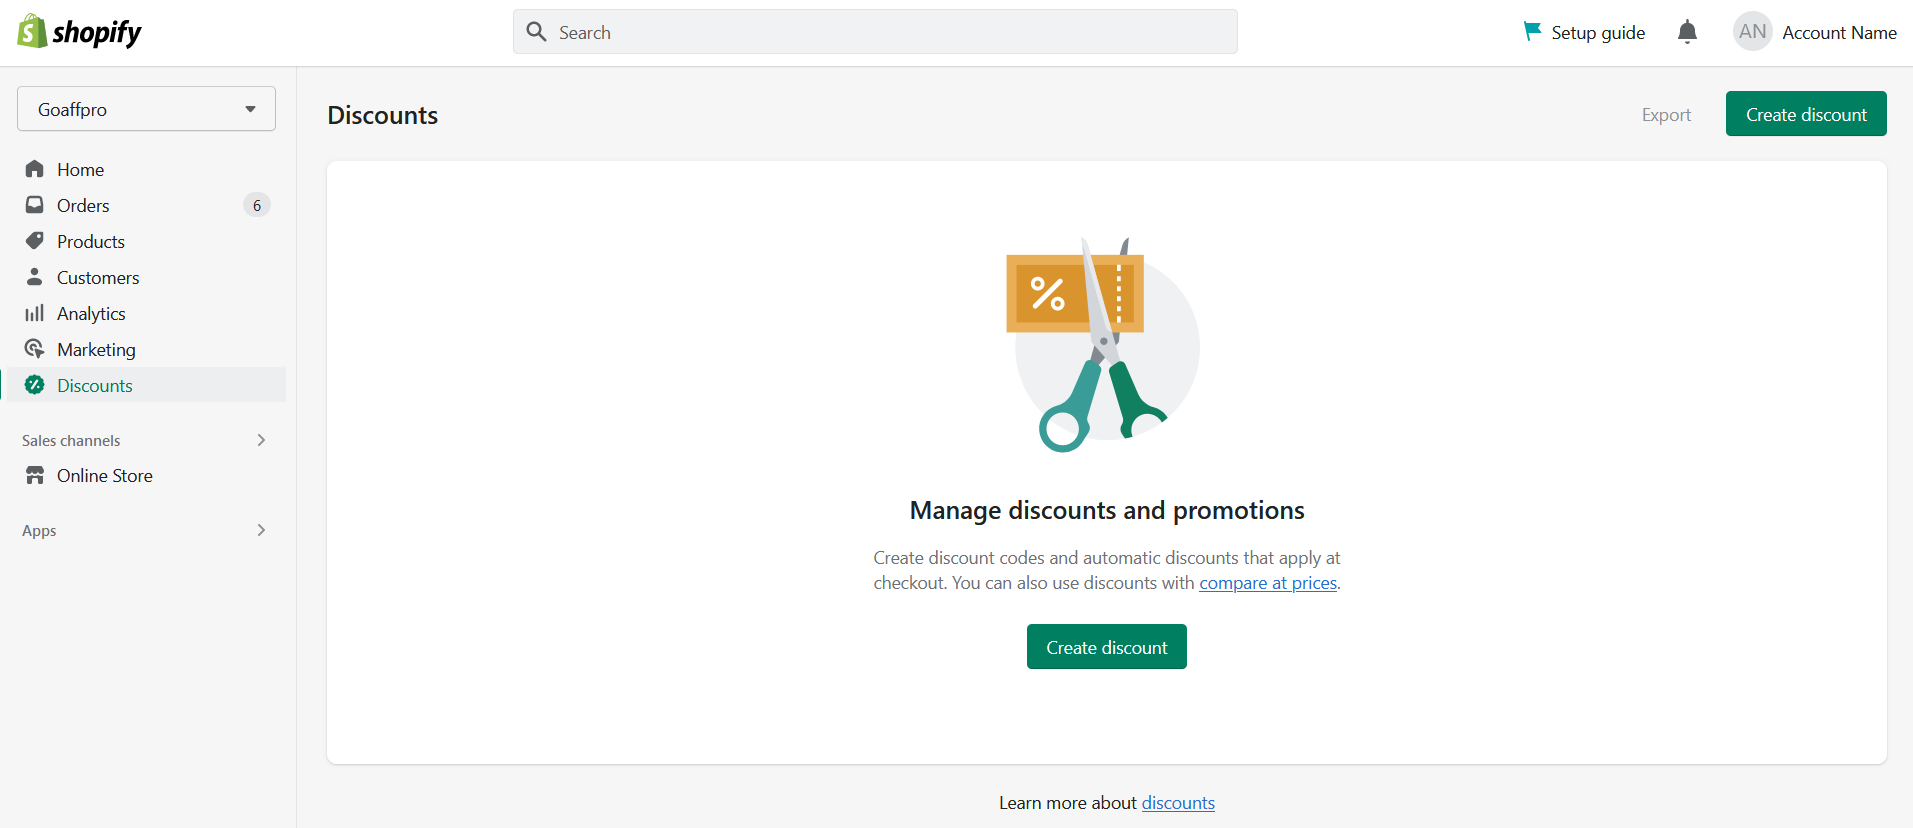 shopify
Search
Setup guide
AN
Account Name
Goaffpro
Home
Orders
6
Products
Customers
Analytics
Marketing
Discounts
Sales channels
Online Store
Apps
Discounts
Export
Create discount
%
Manage discounts and promotions
Create discount codes and automatic discounts that apply at
checkout. You can also use discounts with compare at prices.
Create discount
Learn more about discounts